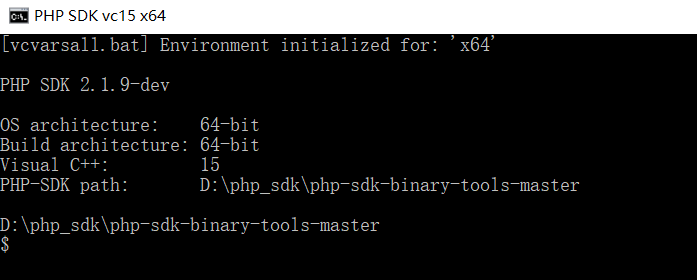 PHP SDK vc15 x64
[vcvarsall.bat] Environment initialized for: 'x64'
PHP SDK 2.1.9-dev
OS architecture: 64-bit
Build architecture: 64-bit
Visual C++: 15
PHP-SDK path: D:\php_sdk\php-sdk-binary-tools-master
D:\php_sdk\php-sdk-binary-tools-master
$